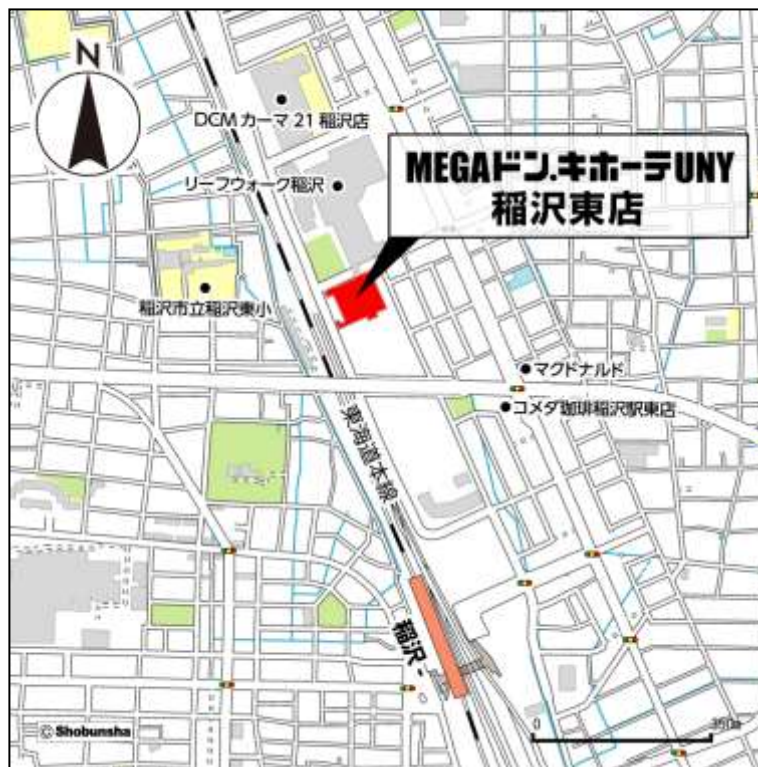 N
DCMカーマ21稲沢店
MEGAドン.キホーテUNY
稲沢東店
リーフウォーク稲沢
稲沢市立稲沢東小
マクドナルド
コメダ珈琲稲沢駅東店
東海道本線
稲沢
© Shobunsha
0
350m